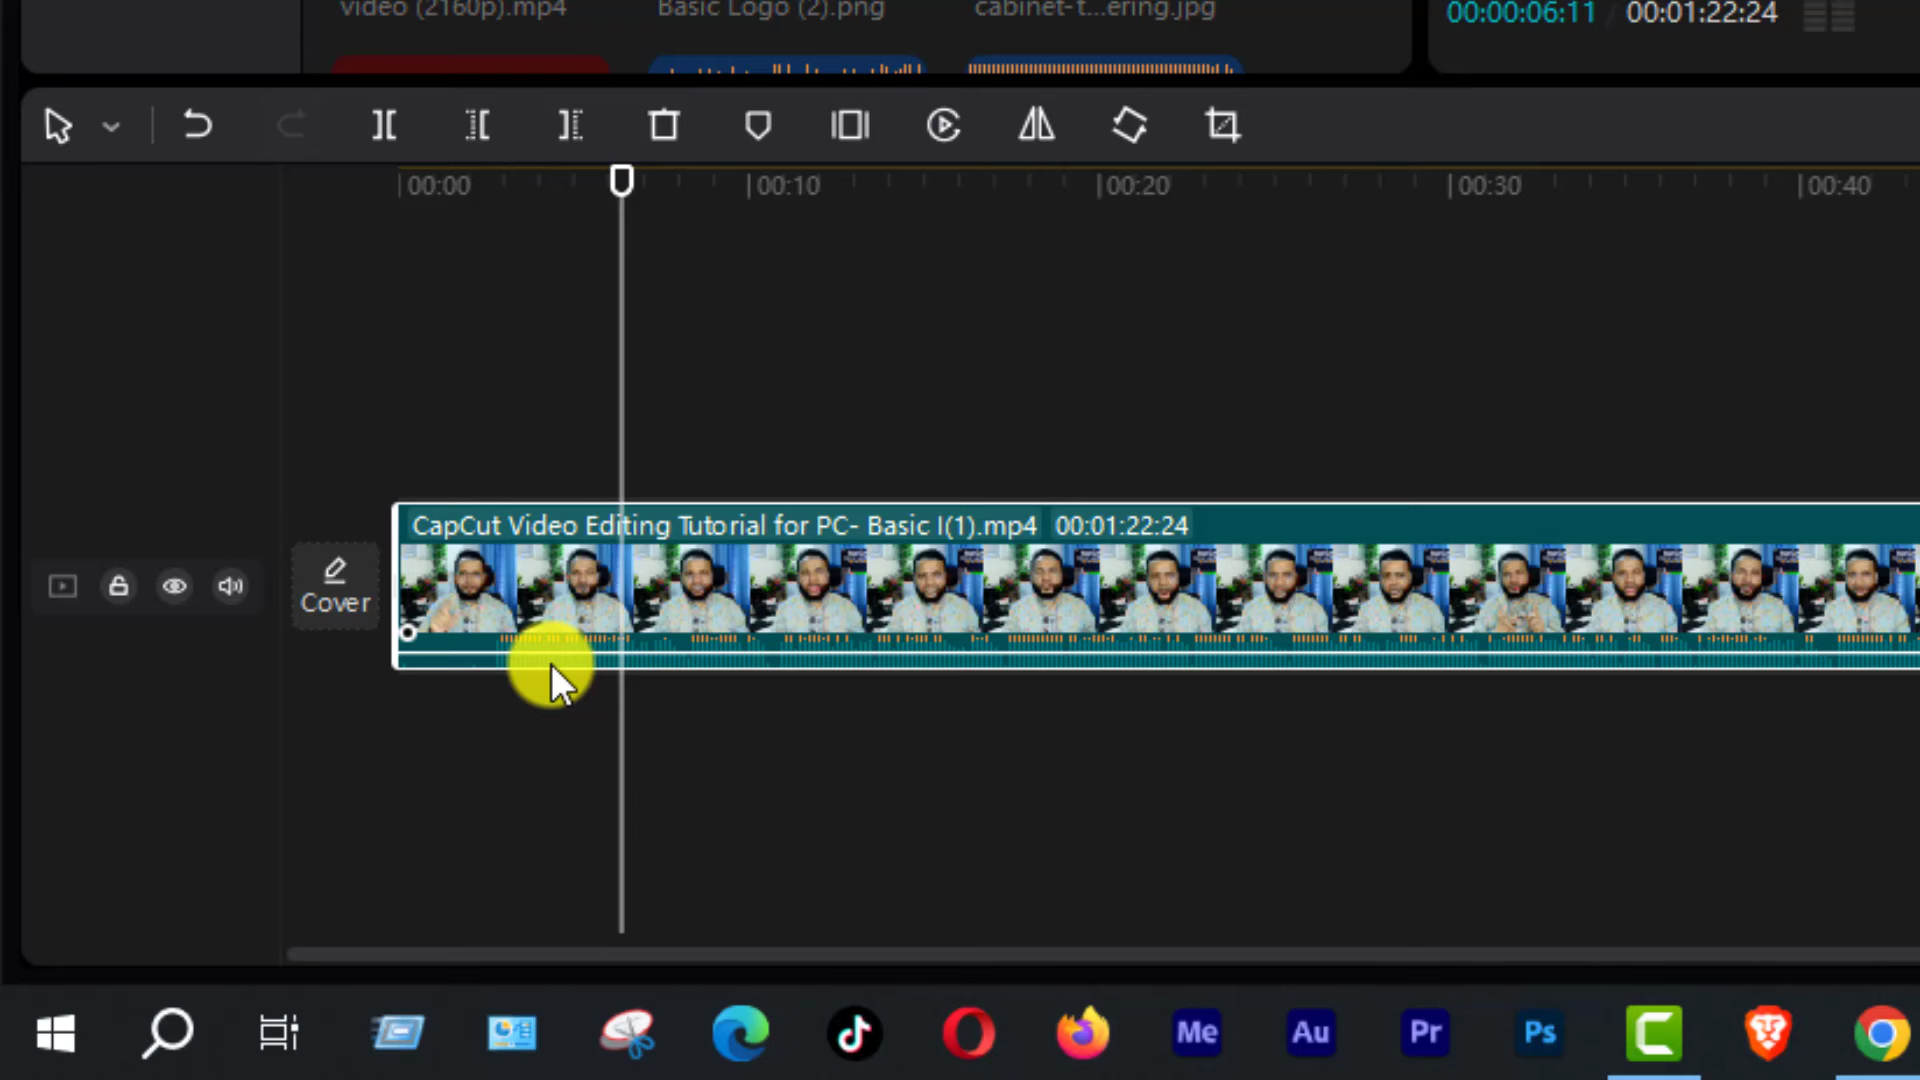 video (2160p).mp4 Basic Logo (2).png cabinet-t...ering.jpg 00:00:06:11 / 00:01:22:24
00:00 00:10 00:20 00:30 00:40
CapCut Video Editing Tutorial for PC- Basic I(1).mp4 00:01:22:24
Cover
Me Au Pr Ps